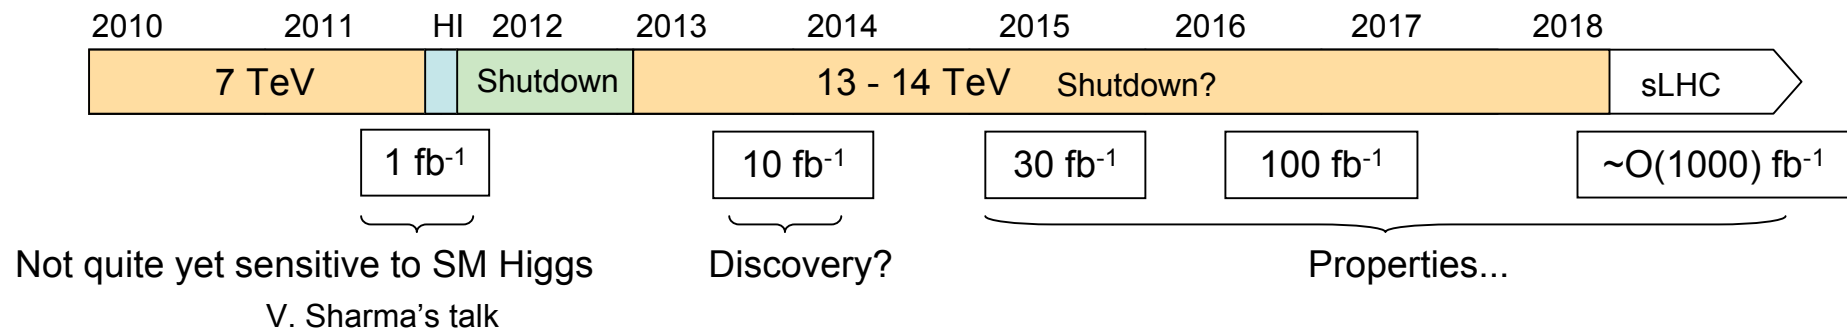 2010 2011 HI 2012 2013 2014 2015 2016 2017 2018
7 TeV Shutdown 13 - 14 TeV Shutdown? sLHC
1 fb⁻¹ 10 fb⁻¹ 30 fb⁻¹ 100 fb⁻¹ ~O(1000) fb⁻¹
Not quite yet sensitive to SM Higgs Discovery? Properties...
V. Sharma’s talk